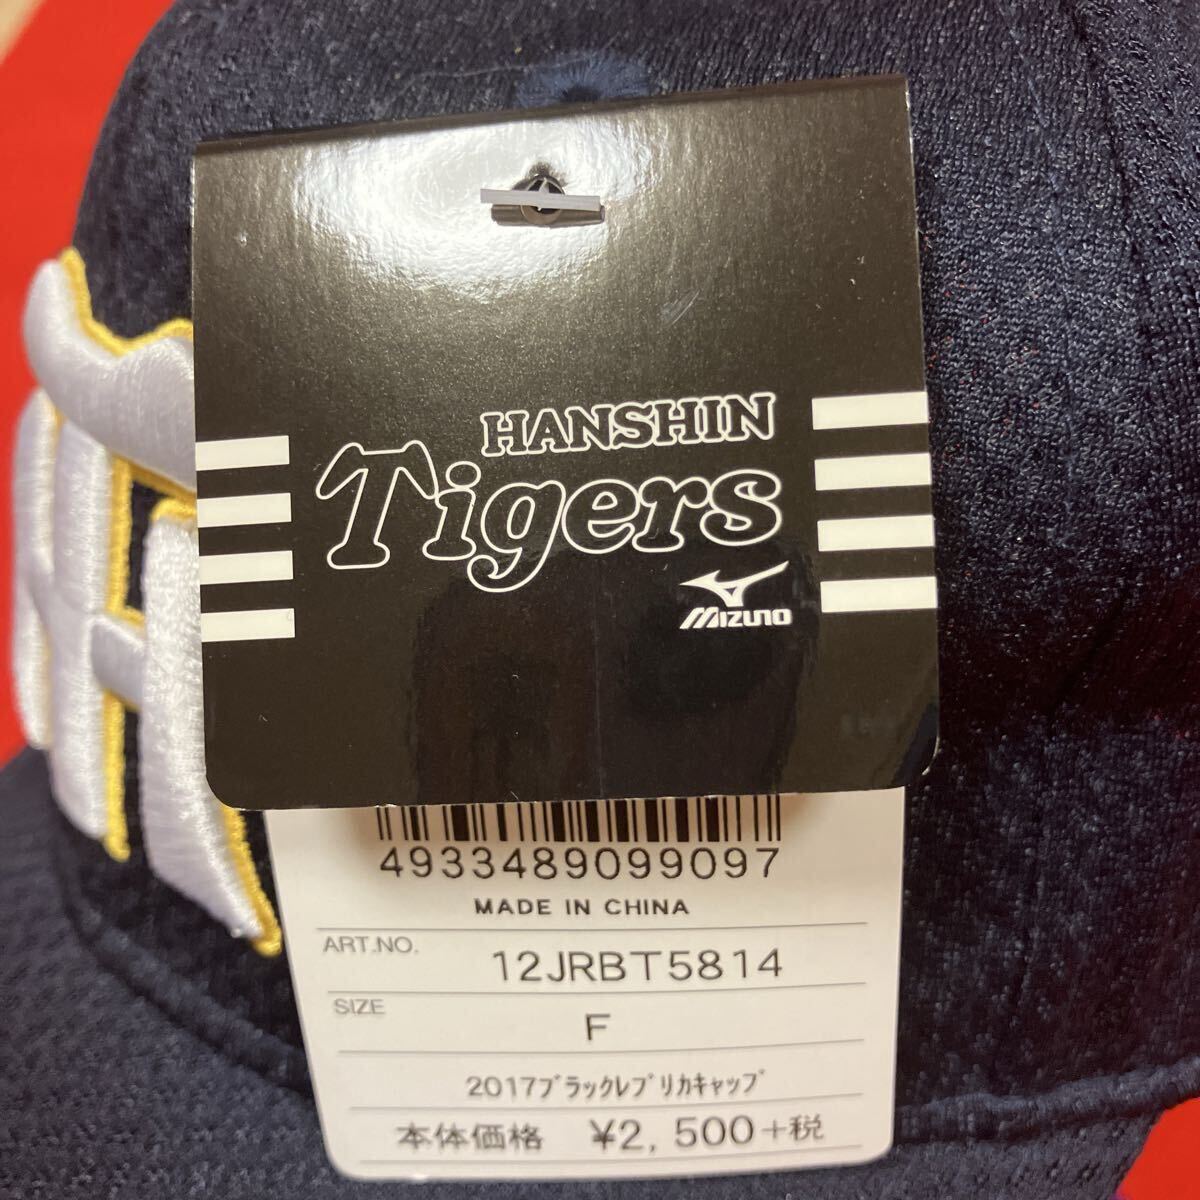 HANSHIN
Tigers
MIZUNO
4933489099097
MADE IN CHINA
ART.NO. 12JRBT5814
SIZE F
2017ﾌﾞﾗｯｸﾚﾌﾟﾘｶｷｬｯﾌﾟ
本体価格 ¥2,500+税